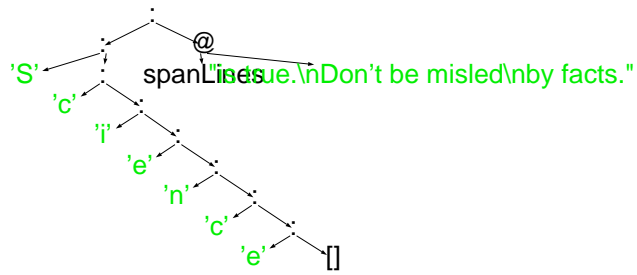 :
: @
'S' : spanLines "is true.\nDon't be misled\nby facts."
'c' :
'i' :
'e' :
'n' :
'c' :
'e' []